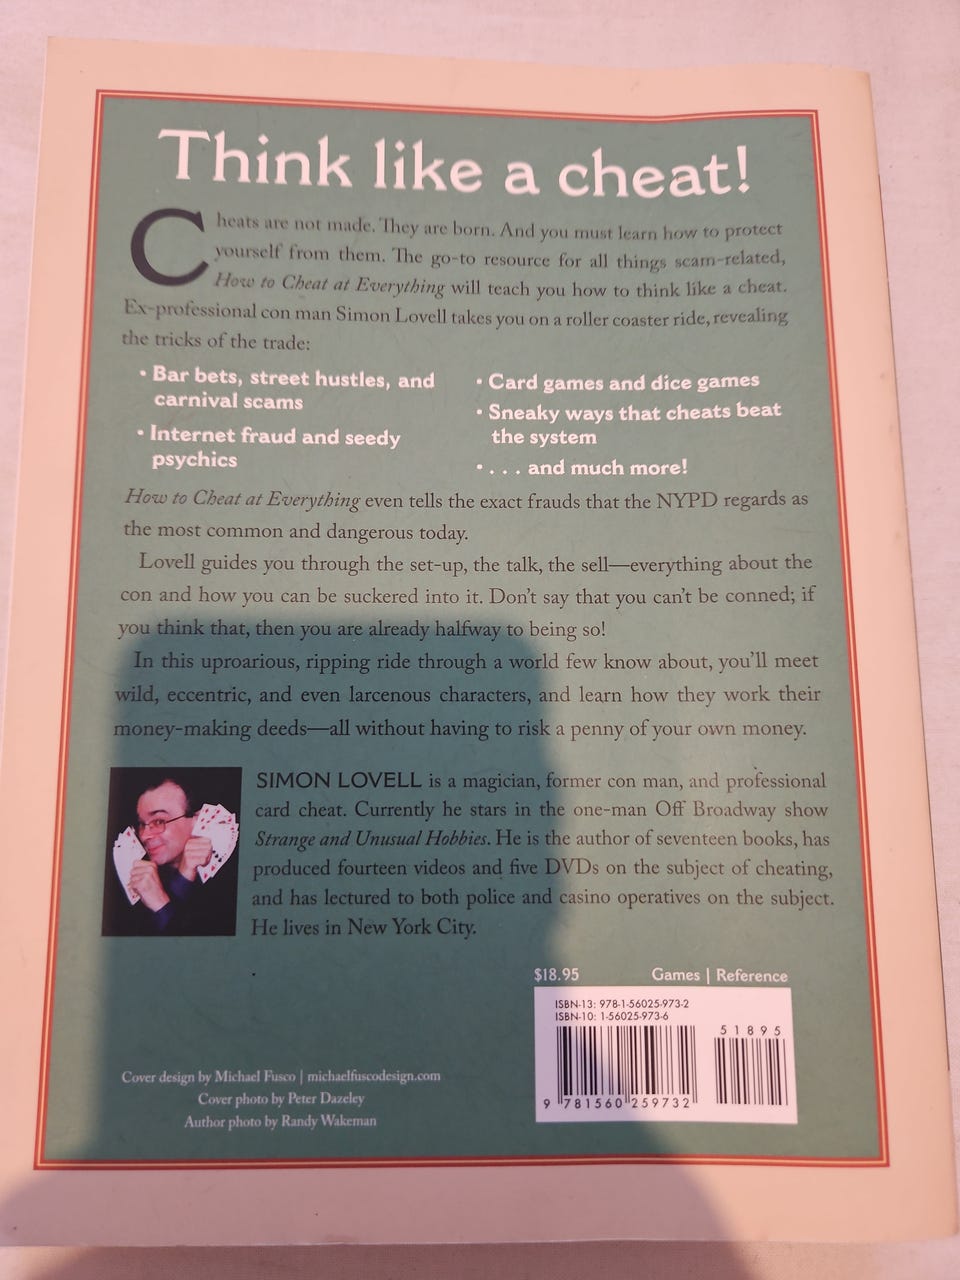 Think like a cheat!
Cheats are not made. They are born. And you must learn how to protect
yourself from them. The go-to resource for all things scam-related,
How to Cheat at Everything will teach you how to think like a cheat.
Ex-professional con man Simon Lovell takes you on a roller coaster ride, revealing
the tricks of the trade:
• Bar bets, street hustles, and
carnival scams
• Internet fraud and seedy
psychics
• Card games and dice games
• Sneaky ways that cheats beat
the system
• . . . and much more!
How to Cheat at Everything even tells the exact frauds that the NYPD regards as
the most common and dangerous today.
Lovell guides you through the set-up, the talk, the sell—everything about the
con and how you can be suckered into it. Don't say that you can't be conned; if
you think that, then you are already halfway to being so!
In this uproarious, ripping ride through a world few know about, you'll meet
wild, eccentric, and even larcenous characters, and learn how they work their
money-making deeds—all without having to risk a penny of your own money.
SIMON LOVELL is a magician, former con man, and professional
card cheat. Currently he stars in the one-man Off Broadway show
Strange and Unusual Hobbies. He is the author of seventeen books, has
produced fourteen videos and five DVDs on the subject of cheating,
and has lectured to both police and casino operatives on the subject.
He lives in New York City.
$18.95 Games | Reference
ISBN-13: 978-1-56025-973-2
ISBN-10: 1-56025-973-6
5 1 8 9 5
9 781560 259732
Cover design by Michael Fusco | michaelfuscodesign.com
Cover photo by Peter Dazeley
Author photo by Randy Wakeman